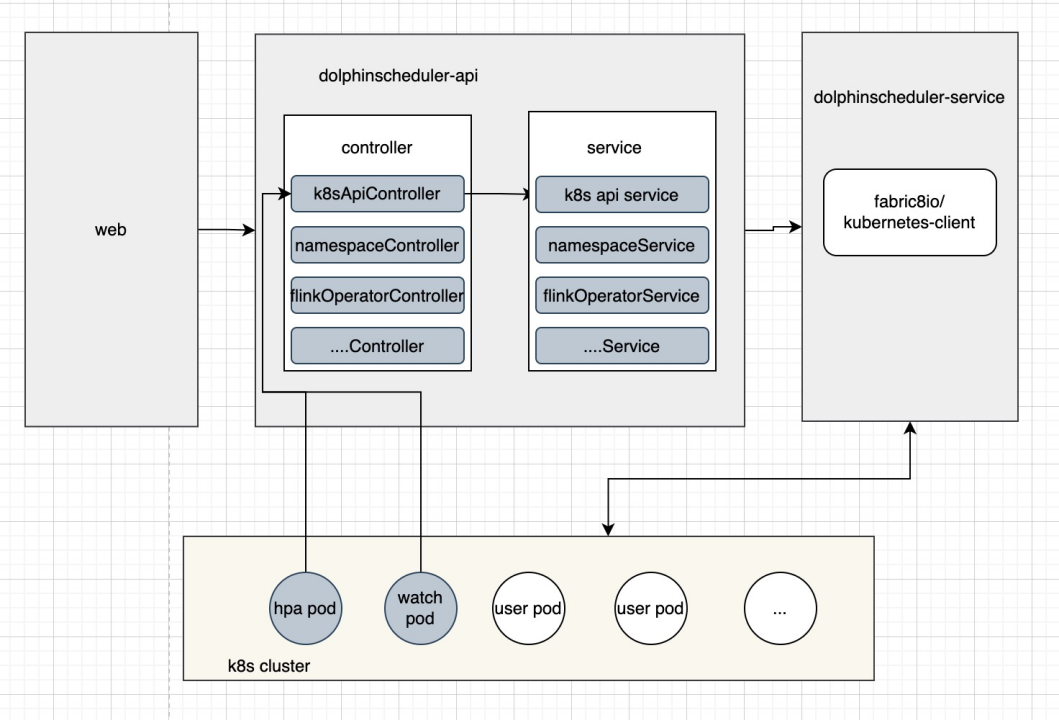 web
dolphinscheduler-api
controller
k8sApiController
namespaceController
flinkOperatorController
....Controller
service
k8s api service
namespaceService
flinkOperatorService
....Service
dolphinscheduler-service
fabric8io/
kubernetes-client
hpa pod
watch
pod
user pod
user pod
...
k8s cluster